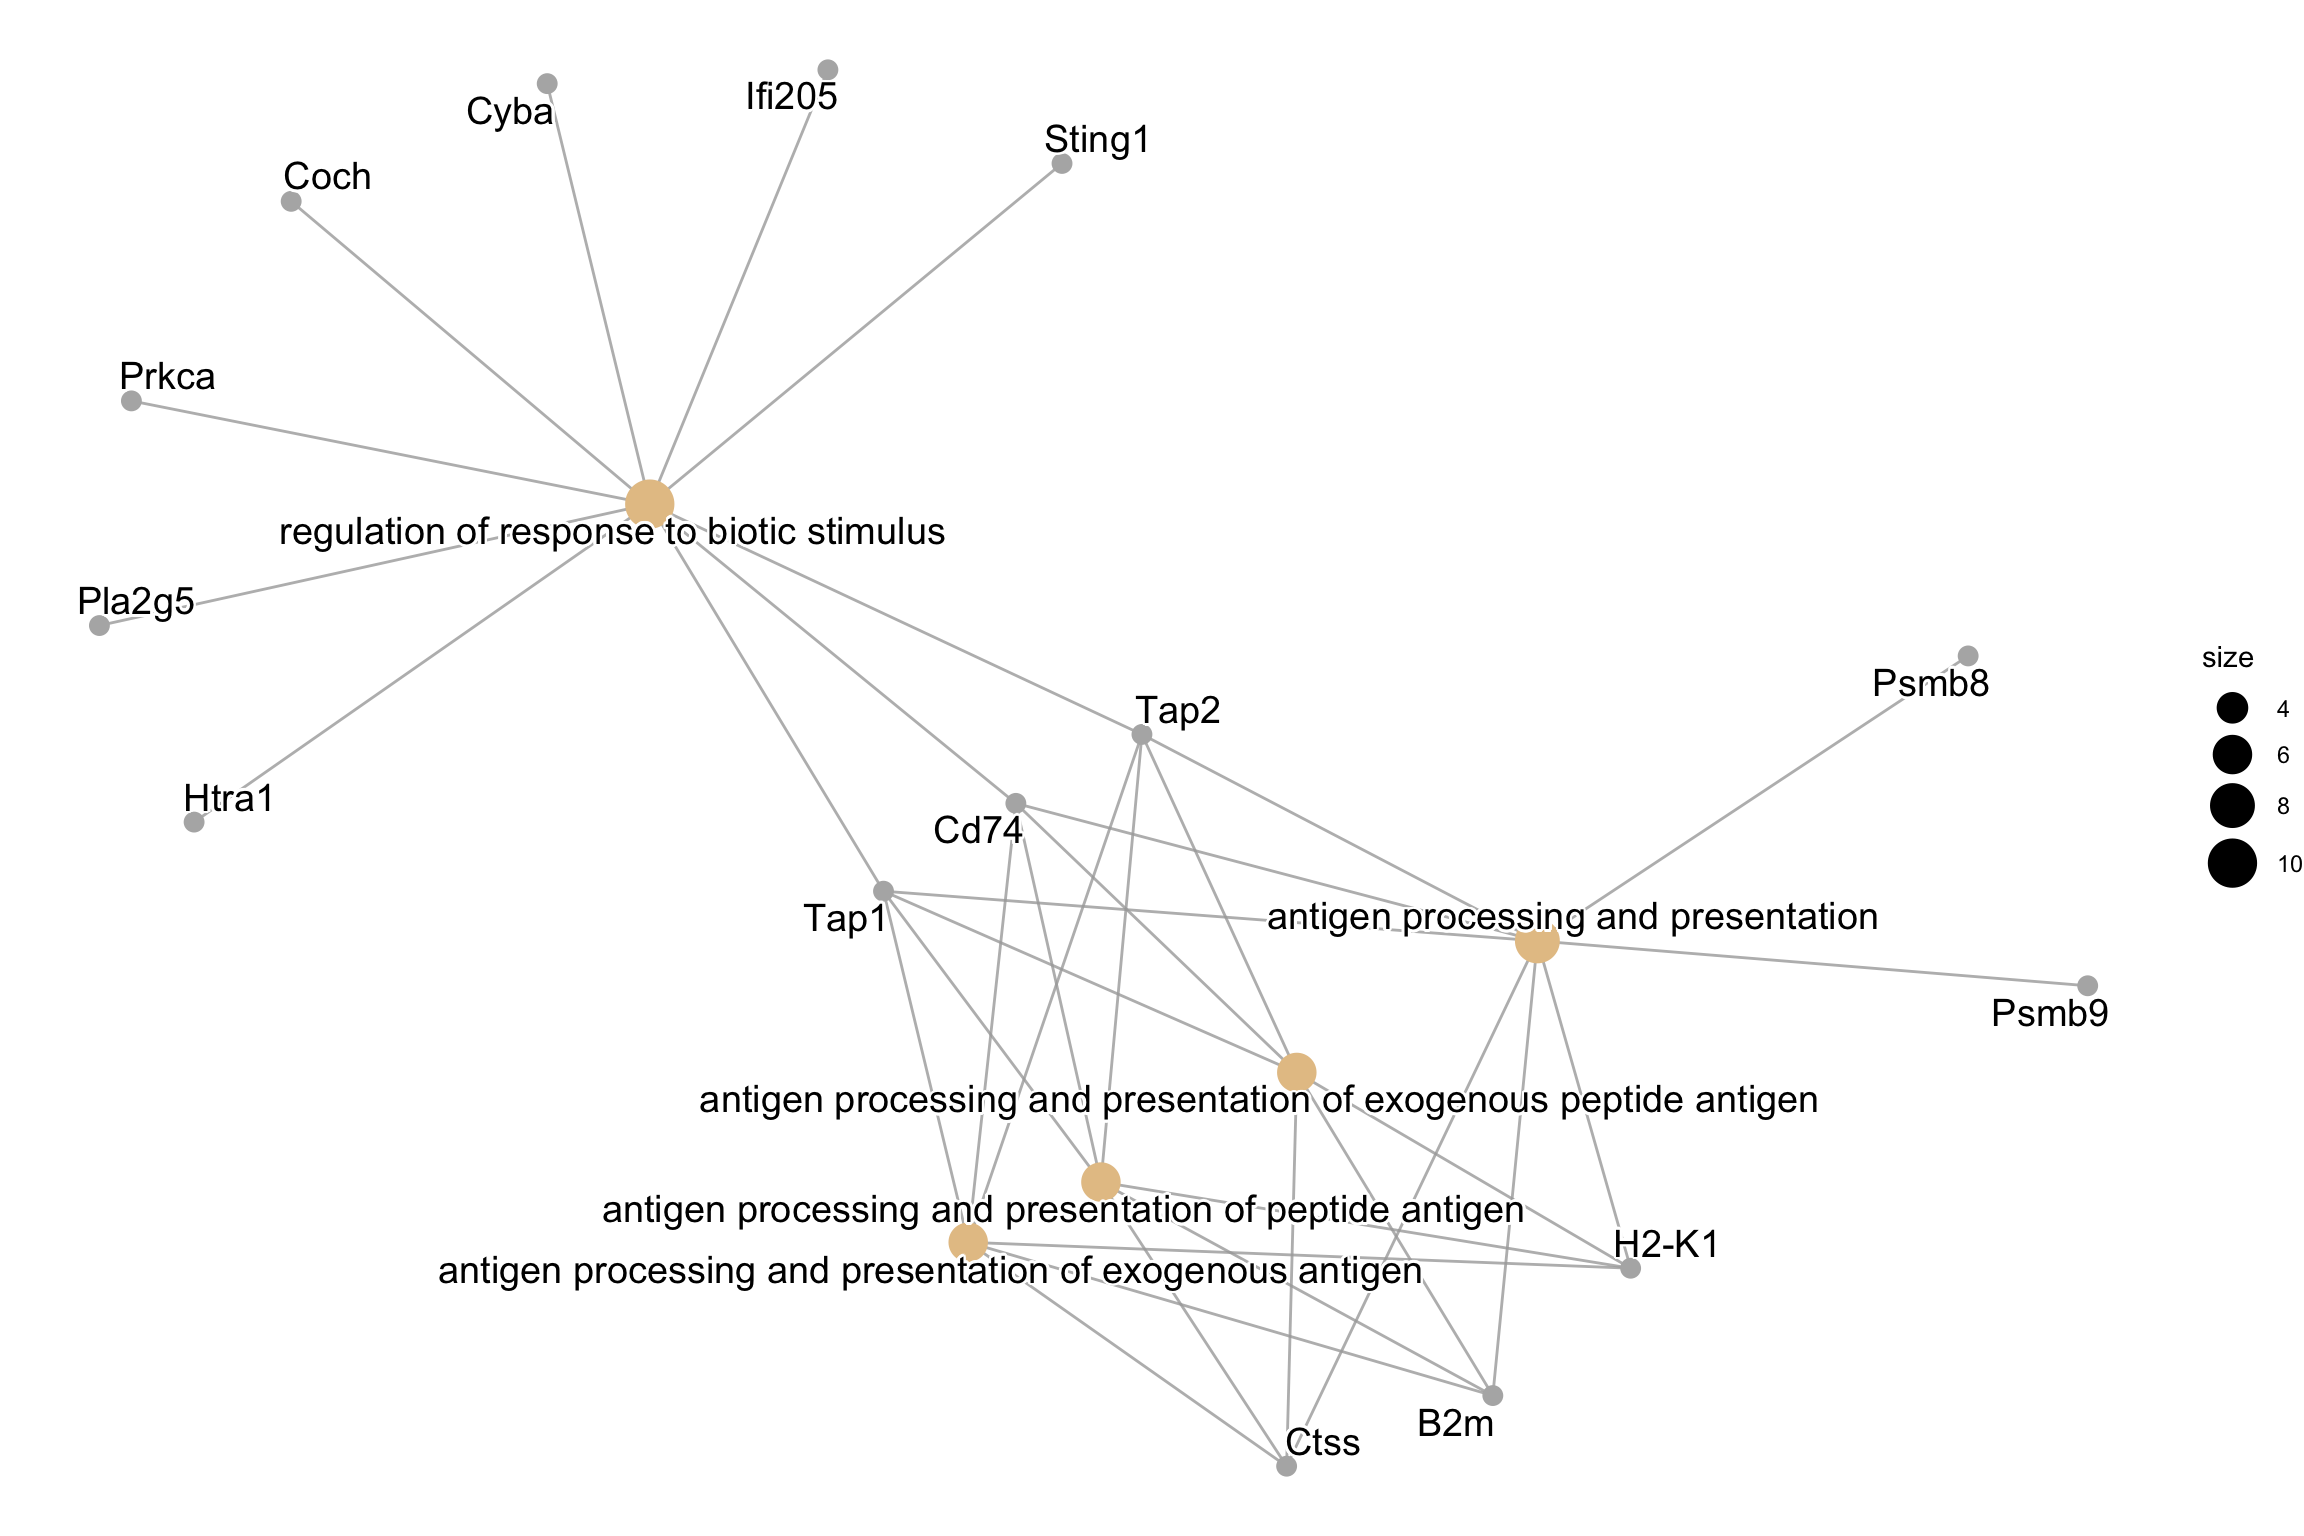 Ifi205
Cyba
Sting1
Coch
Prkca
regulation of response to biotic stimulus
Pla2g5
size
Psmb8
4
Tap2
6
Htra1
8
Cd74
10
Tap1
antigen processing and presentation
Psmb9
antigen processing and presentation of exogenous peptide antigen
antigen processing and presentation of peptide antigen
H2-K1
antigen processing and presentation of exogenous antigen
B2m
Ctss